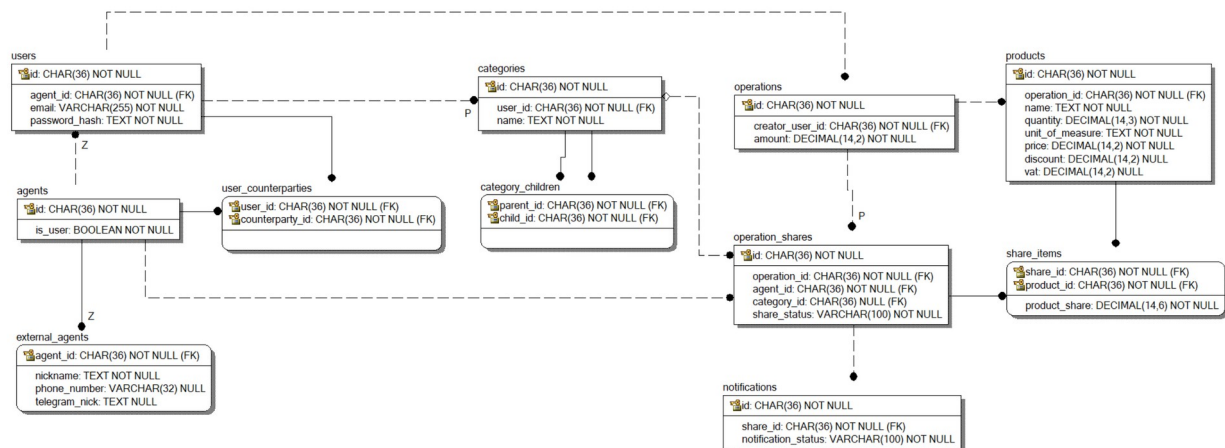 users
id: CHAR(36) NOT NULL
agent_id: CHAR(36) NOT NULL (FK)
email: VARCHAR(255) NOT NULL
password_hash: TEXT NOT NULL
Z
categories
id: CHAR(36) NOT NULL
user_id: CHAR(36) NOT NULL (FK)
name: TEXT NOT NULL
P
operations
id: CHAR(36) NOT NULL
creator_user_id: CHAR(36) NOT NULL (FK)
amount: DECIMAL(14,2) NOT NULL
P
products
id: CHAR(36) NOT NULL
operation_id: CHAR(36) NOT NULL (FK)
name: TEXT NOT NULL
quantity: DECIMAL(14,3) NOT NULL
unit_of_measure: TEXT NOT NULL
price: DECIMAL(14,2) NOT NULL
discount: DECIMAL(14,2) NULL
vat: DECIMAL(14,2) NULL
agents
id: CHAR(36) NOT NULL
is_user: BOOLEAN NOT NULL
Z
user_counterparties
user_id: CHAR(36) NOT NULL (FK)
counterparty_id: CHAR(36) NOT NULL (FK)
category_children
parent_id: CHAR(36) NOT NULL (FK)
child_id: CHAR(36) NOT NULL (FK)
operation_shares
id: CHAR(36) NOT NULL
operation_id: CHAR(36) NOT NULL (FK)
agent_id: CHAR(36) NOT NULL (FK)
category_id: CHAR(36) NULL (FK)
share_status: VARCHAR(100) NOT NULL
share_items
share_id: CHAR(36) NOT NULL (FK)
product_id: CHAR(36) NOT NULL (FK)
product_share: DECIMAL(14,6) NOT NULL
external_agents
agent_id: CHAR(36) NOT NULL (FK)
nickname: TEXT NOT NULL
phone_number: VARCHAR(32) NULL
telegram_nick: TEXT NULL
notifications
id: CHAR(36) NOT NULL
share_id: CHAR(36) NOT NULL (FK)
notification_status: VARCHAR(100) NOT NULL